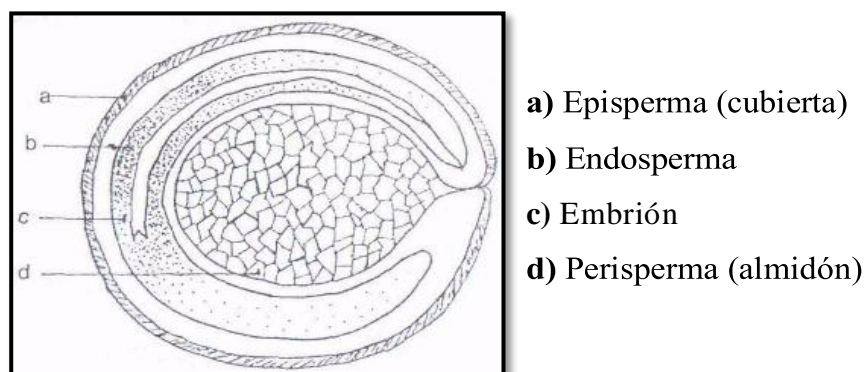 a
b
c
d
a) Episperma (cubierta)
b) Endosperma
c) Embrión
d) Perisperma (almidón)